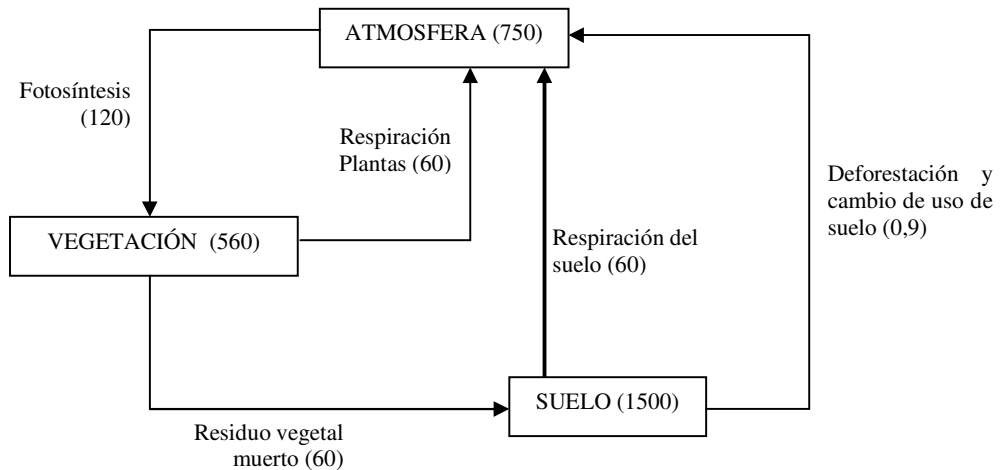 ATMOSFERA (750)
Fotosíntesis
(120)
Respiración
Plantas (60)
Deforestación y
cambio de uso de
suelo (0,9)
VEGETACIÓN (560)
Respiración del
suelo (60)
SUELO (1500)
Residuo vegetal
muerto (60)